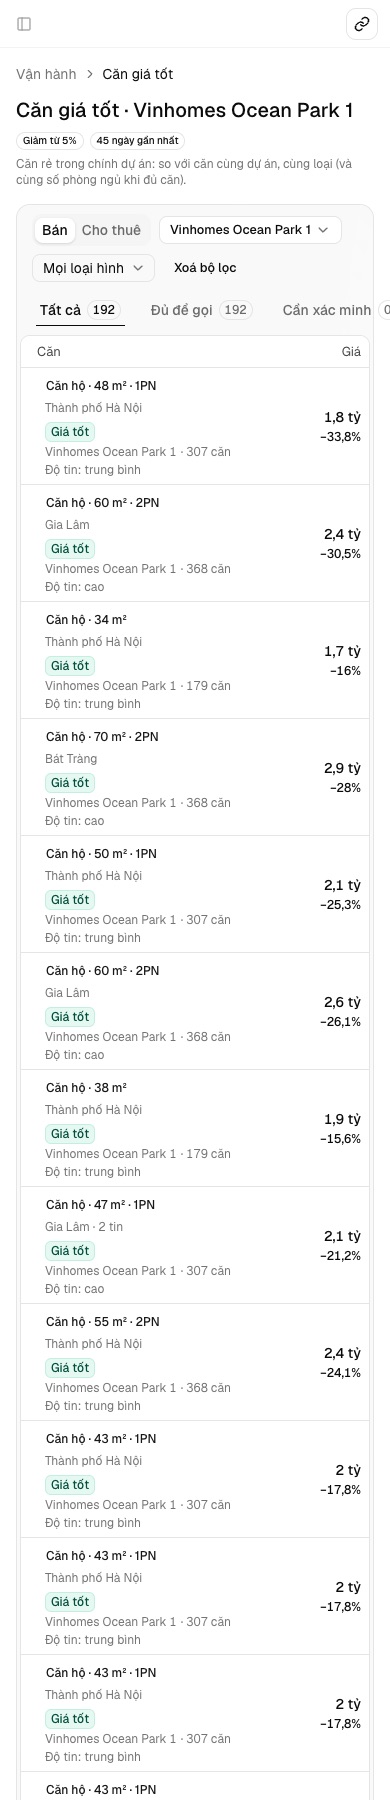 Vận hành > Căn giá tốt
Căn giá tốt · Vinhomes Ocean Park 1
Giảm từ 5% 45 ngày gần nhất
Căn rẻ trong chính dự án: so với căn cùng dự án, cùng loại (và
cùng số phòng ngủ khi đủ căn).
Bán Cho thuê Vinhomes Ocean Park 1
Mọi loại hình Xoá bộ lọc
Tất cả 192 Đủ để gọi 192 Cần xác minh
Căn Giá
Căn hộ · 48 m² · 1PN
Thành phố Hà Nội
Giá tốt
Vinhomes Ocean Park 1 · 307 căn
Độ tin: trung bình
1,8 tỷ
−33,8%
Căn hộ · 60 m² · 2PN
Gia Lâm
Giá tốt
Vinhomes Ocean Park 1 · 368 căn
Độ tin: cao
2,4 tỷ
−30,5%
Căn hộ · 34 m²
Thành phố Hà Nội
Giá tốt
Vinhomes Ocean Park 1 · 179 căn
Độ tin: trung bình
1,7 tỷ
−16%
Căn hộ · 70 m² · 2PN
Bát Tràng
Giá tốt
Vinhomes Ocean Park 1 · 368 căn
Độ tin: cao
2,9 tỷ
−28%
Căn hộ · 50 m² · 1PN
Thành phố Hà Nội
Giá tốt
Vinhomes Ocean Park 1 · 307 căn
Độ tin: trung bình
2,1 tỷ
−25,3%
Căn hộ · 60 m² · 2PN
Gia Lâm
Giá tốt
Vinhomes Ocean Park 1 · 368 căn
Độ tin: cao
2,6 tỷ
−26,1%
Căn hộ · 38 m²
Thành phố Hà Nội
Giá tốt
Vinhomes Ocean Park 1 · 179 căn
Độ tin: trung bình
1,9 tỷ
−15,6%
Căn hộ · 47 m² · 1PN
Gia Lâm · 2 tin
Giá tốt
Vinhomes Ocean Park 1 · 307 căn
Độ tin: cao
2,1 tỷ
−21,2%
Căn hộ · 55 m² · 2PN
Thành phố Hà Nội
Giá tốt
Vinhomes Ocean Park 1 · 368 căn
Độ tin: trung bình
2,4 tỷ
−24,1%
Căn hộ · 43 m² · 1PN
Thành phố Hà Nội
Giá tốt
Vinhomes Ocean Park 1 · 307 căn
Độ tin: trung bình
2 tỷ
−17,8%
Căn hộ · 43 m² · 1PN
Thành phố Hà Nội
Giá tốt
Vinhomes Ocean Park 1 · 307 căn
Độ tin: trung bình
2 tỷ
−17,8%
Căn hộ · 43 m² · 1PN
Thành phố Hà Nội
Giá tốt
Vinhomes Ocean Park 1 · 307 căn
Độ tin: trung bình
2 tỷ
−17,8%
Căn hộ · 43 m² · 1PN